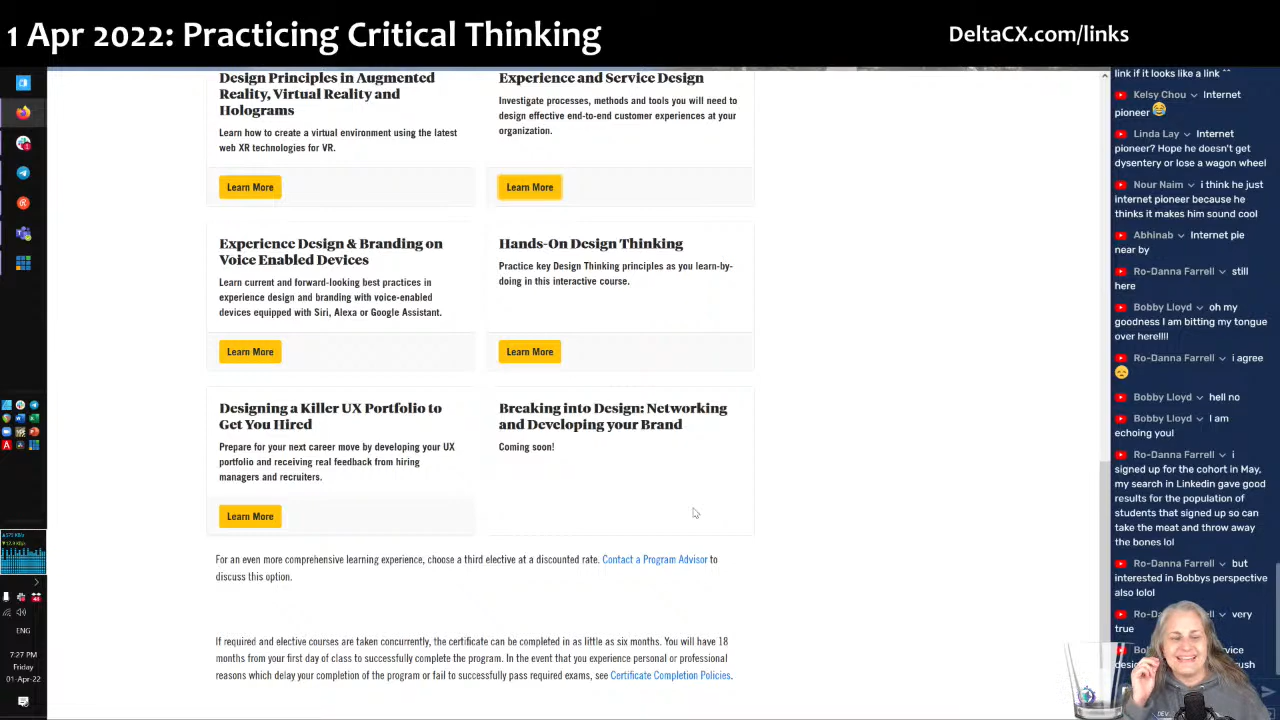 1 Apr 2022: Practicing Critical Thinking
DeltaCX.com/links
Design Principles in Augmented
Reality, Virtual Reality and
Holograms
Learn how to create a virtual environment using the latest
web XR technologies for VR.
Learn More
Experience and Service Design
Investigate processes, methods and tools you will need to
design effective end-to-end customer experiences at your
organization.
Learn More
Experience Design & Branding on
Voice Enabled Devices
Learn current and forward-looking best practices in
experience design and branding with voice-enabled
devices equipped with Siri, Alexa or Google Assistant.
Learn More
Hands-On Design Thinking
Practice key Design Thinking principles as you learn-by-
doing in this interactive course.
Learn More
Designing a Killer UX Portfolio to
Get You Hired
Prepare for your next career move by developing your UX
portfolio and receiving real feedback from hiring
managers and recruiters.
Learn More
Breaking into Design: Networking
and Developing your Brand
Coming soon!
For an even more comprehensive learning experience, choose a third elective at a discounted rate. Contact a Program Advisor to
discuss this option.
If required and elective courses are taken concurrently, the certificate can be completed in as little as six months. You will have 18
months from your first day of class to successfully complete the program. In the event that you experience personal or professional
reasons which delay your completion of the program or fail to successfully pass required exams, see Certificate Completion Policies.
link if it looks like a link ^^
Kelsy Chou Internet
pioneer 😂
Linda Lay Internet
pioneer? Hope he doesn't get
dysentery or lose a wagon wheel
Nour Naim i think he just
internet pioneer because he
thinks it makes him sound cool
Abhinab Internet pie
near by
Ro-Danna Farrell still
here
Bobby Lloyd oh my
goodness I am bitting my tongue
over here!!!!
Ro-Danna Farrell i agree
😞
Bobby Lloyd hell no
Bobby Lloyd I am
echoing you!
Ro-Danna Farrell i
signed up for the cohort in May,
my search in Linkedin gave good
results for the population of
students that signed up so can
take the meat and throw away
the bones lol
Ro-Danna Farrell but
interested in Bobbys perspective
also lolol
Ro-Danna Farrell very
true
ENG
7:27 PM
Friday
01-Apr-22